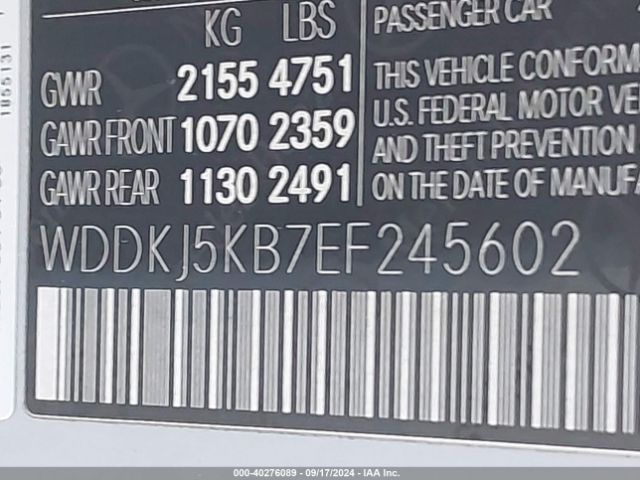 KG LBS
GVWR 2155 4751
GAWR FRONT 1070 2359
GAWR REAR 1130 2491
PASSENGER CAR
THIS VEHICLE CONFORM
U.S. FEDERAL MOTOR VE
AND THEFT PREVENTION
ON THE DATE OF MANUFA
WDDKJ5KB7EF245602
1855131
000-40276089 - 09/17/2024 - IAA Inc.